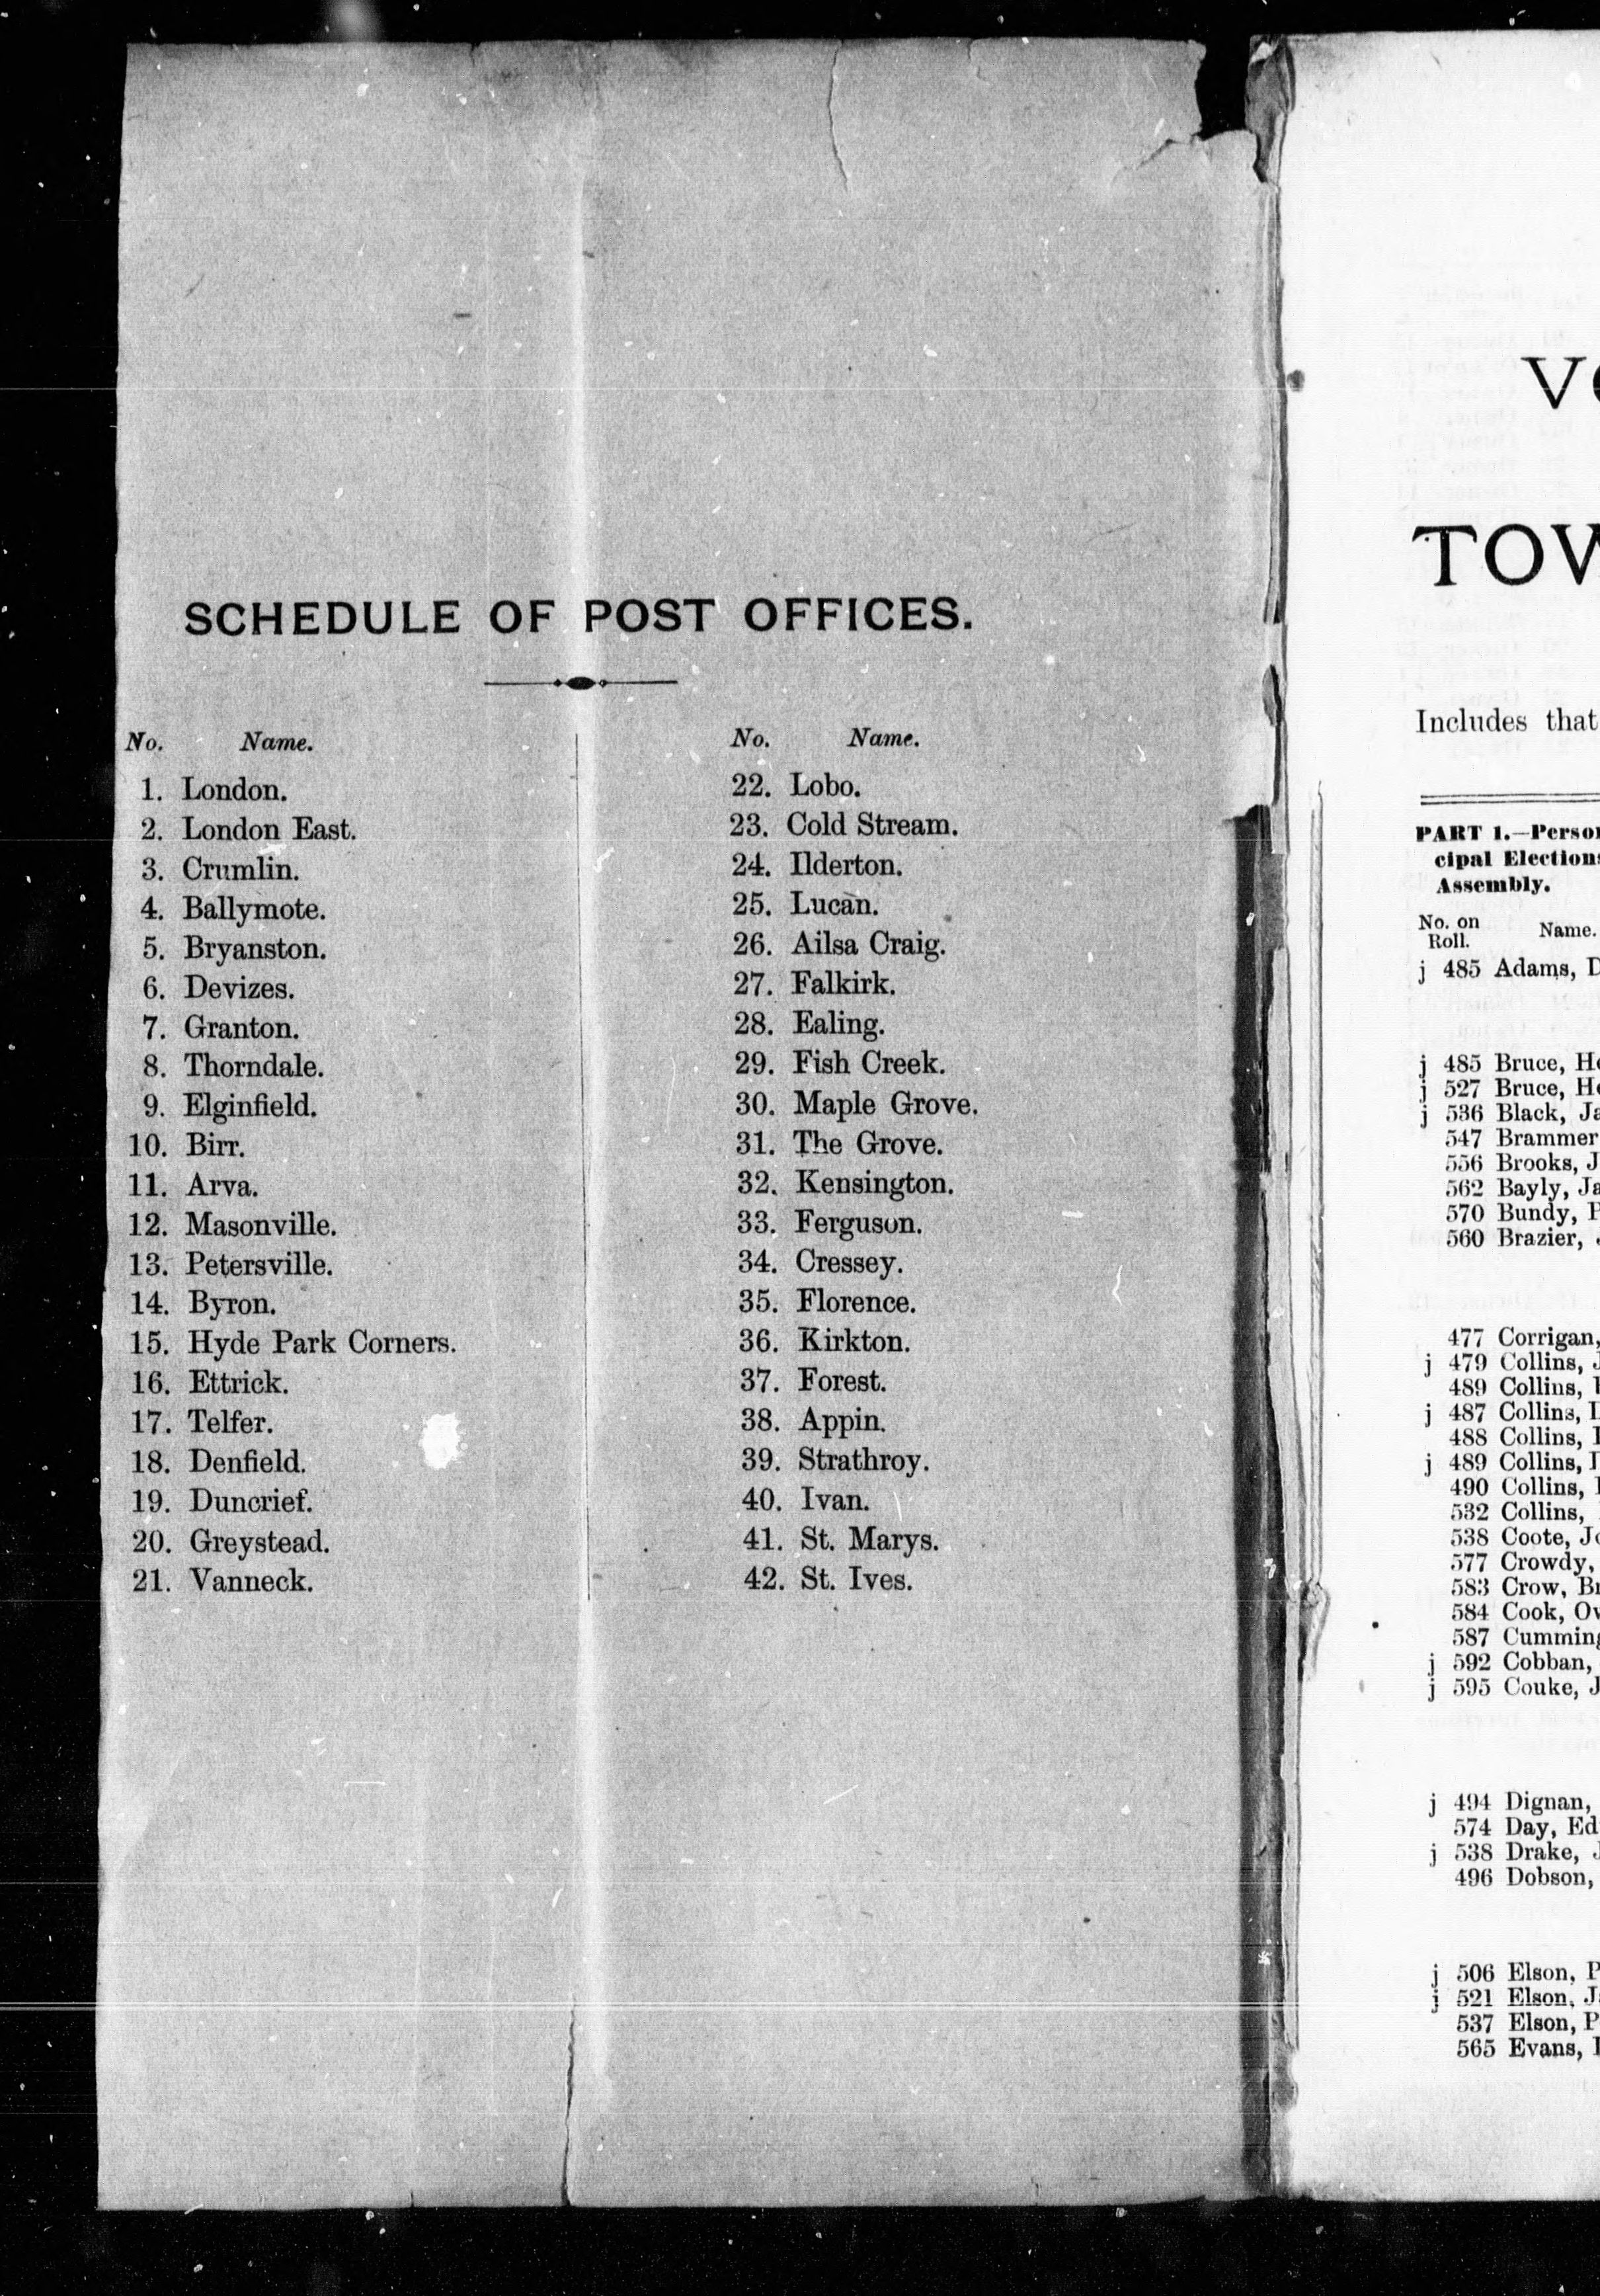 SCHEDULE OF POST OFFICES.
No. Name.
1. London.
2. London East.
3. Crumlin.
4. Ballymote.
5. Bryanston.
6. Devizes.
7. Granton.
8. Thorndale.
9. Elginfield.
10. Birr.
11. Arva.
12. Masonville.
13. Petersville.
14. Byron.
15. Hyde Park Corners.
16. Ettrick.
17. Telfer.
18. Denfield.
19. Duncrief.
20. Greystead.
21. Vanneck.
No. Name.
22. Lobo.
23. Cold Stream.
24. Ilderton.
25. Lucan.
26. Ailsa Craig.
27. Falkirk.
28. Ealing.
29. Fish Creek.
30. Maple Grove.
31. The Grove.
32. Kensington.
33. Ferguson.
34. Cressey.
35. Florence.
36. Kirkton.
37. Forest.
38. Appin.
39. Strathroy.
40. Ivan.
41. St. Marys.
42. St. Ives.
Includes that
PART 1.—
cipal
Assembly.
No. on
Roll. Name.
j 485 Adams,
j 485 Bruce,
j 527 Bruce,
j 536 Black,
547 Brammer
556 Brooks,
562 Bayly,
570 Bundy,
560 Brazier,
477 Corrigan,
j 479 Collins,
489 Collins,
j 487 Collins,
488 Collins,
j 489 Collins,
490 Collins,
532 Collins,
538 Coote,
577 Crowdy,
583 Crow,
584 Cook,
587
j 592 Cobban,
j 595 Couke,
j 494 Dignan,
574 Day,
j 538 Drake,
496 Dobson,
j 506 Elson,
j 521 Elson,
537 Elson,
565 Evans,